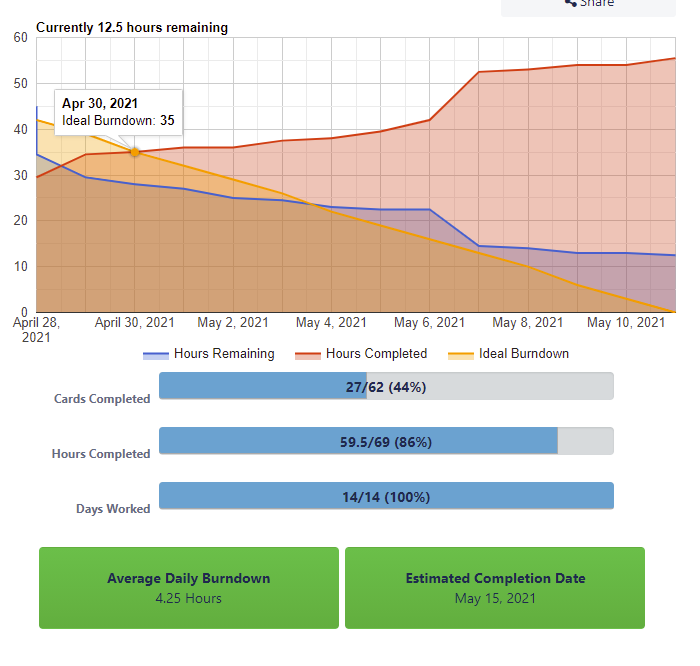 Share
Currently 12.5 hours remaining
60
50
40
30
20
10
0
Apr 30, 2021
Ideal Burndown: 35
April 28,
2021
April 30, 2021
May 2, 2021
May 4, 2021
May 6, 2021
May 8, 2021
May 10, 2021
Hours Remaining
Hours Completed
Ideal Burndown
Cards Completed
27/62 (44%)
Hours Completed
59.5/69 (86%)
Days Worked
14/14 (100%)
Average Daily Burndown
4.25 Hours
Estimated Completion Date
May 15, 2021